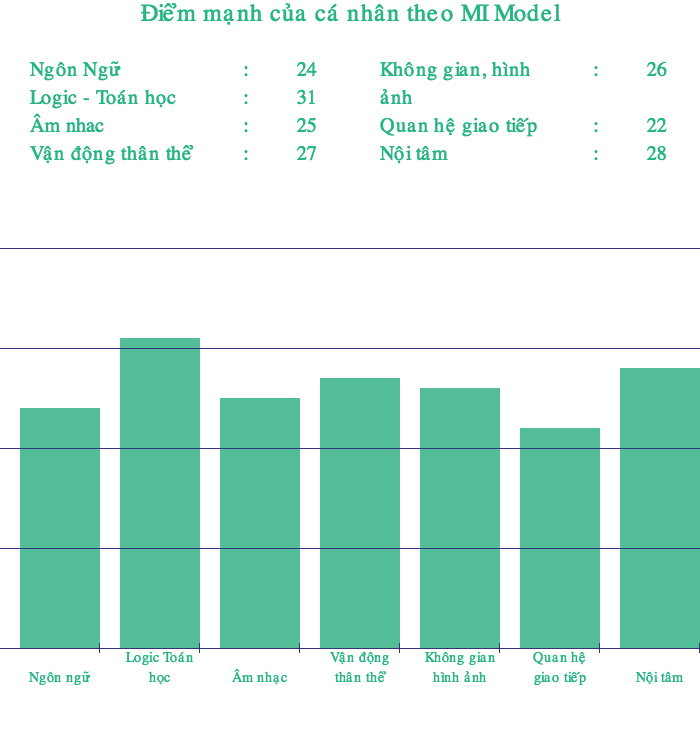 Điểm mạnh của cá nhân theo MI Model
Ngôn Ngữ : 24
Logic - Toán học : 31
Âm nhac : 25
Vận động thân thể : 27
Không gian, hình : 26
ảnh
Quan hệ giao tiếp : 22
Nội tâm : 28
Ngôn ngữ
Logic Toán
học
Âm nhạc
Vận động
thân thể
Không gian
hình ảnh
Quan hệ
giao tiếp
Nội tâm